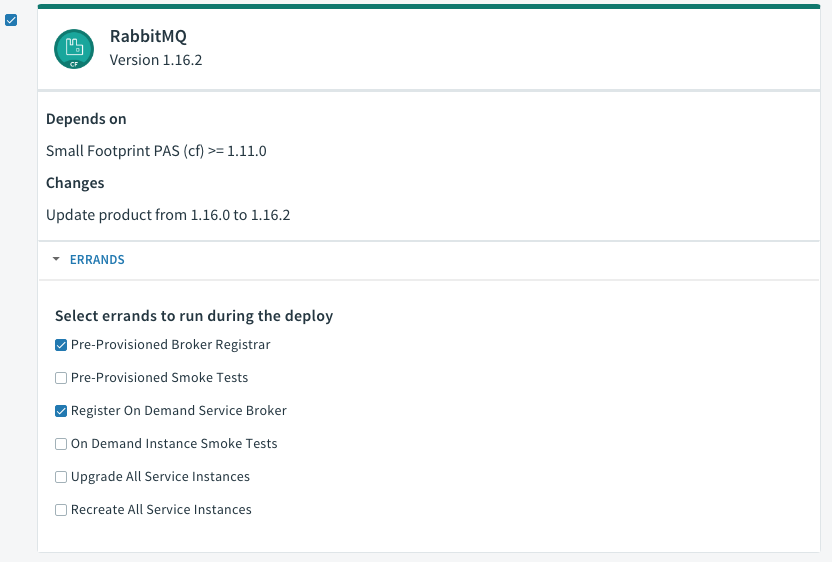 RabbitMQ
Version 1.16.2
CF
Depends on
Small Footprint PAS (cf) >= 1.11.0
Changes
Update product from 1.16.0 to 1.16.2
ERRANDS
Select errands to run during the deploy
Pre-Provisioned Broker Registrar
Pre-Provisioned Smoke Tests
Register On Demand Service Broker
On Demand Instance Smoke Tests
Upgrade All Service Instances
Recreate All Service Instances